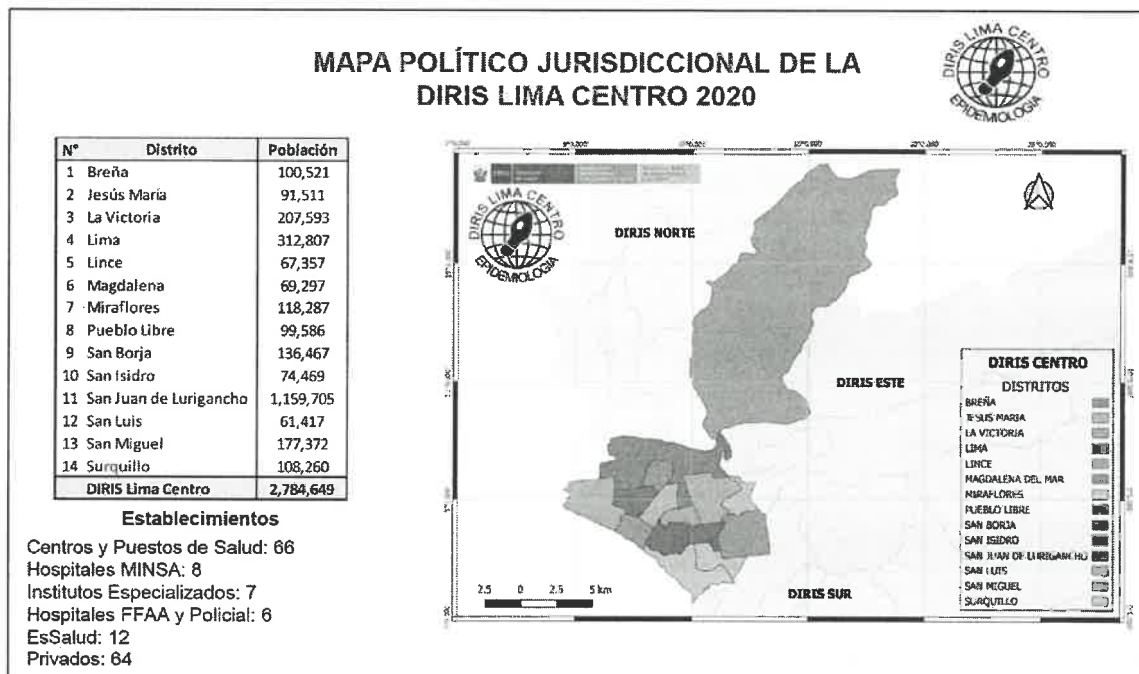 MAPA POLÍTICO JURISDICCIONAL DE LA
DIRIS LIMA CENTRO 2020
DIRIS LIMA CENTRO
EPIDEMIOLOGIA
N° Distrito Población
1 Breña 100,521
2 Jesús María 91,511
3 La Victoria 207,593
4 Lima 312,807
5 Lince 67,357
6 Magdalena 69,297
7 Miraflores 118,287
8 Pueblo Libre 99,586
9 San Borja 136,467
10 San Isidro 74,469
11 San Juan de Lurigancho 1,159,705
12 San Luis 61,417
13 San Miguel 177,372
14 Surquillo 108,260
DIRIS Lima Centro 2,784,649
Establecimientos
Centros y Puestos de Salud: 66
Hospitales MINSA: 8
Institutos Especializados: 7
Hospitales FFAA y Policial: 6
EsSalud: 12
Privados: 64
DIRIS LIMA CENTRO
EPIDEMIOLOGIA
DIRIS NORTE
DIRIS ESTE
DIRIS SUR
2.5 0 2.5 5 km
DIRIS CENTRO
DISTRITOS
BREÑA
JESUS MARIA
LA VICTORIA
LIMA
LINCE
MAGDALENA DEL MAR
MIRAFLORES
PUEBLO LIBRE
SAN BORJA
SAN ISIDRO
SAN JUAN DE LURIGANCHO
SAN LUIS
SAN MIGUEL
SURQUILLO